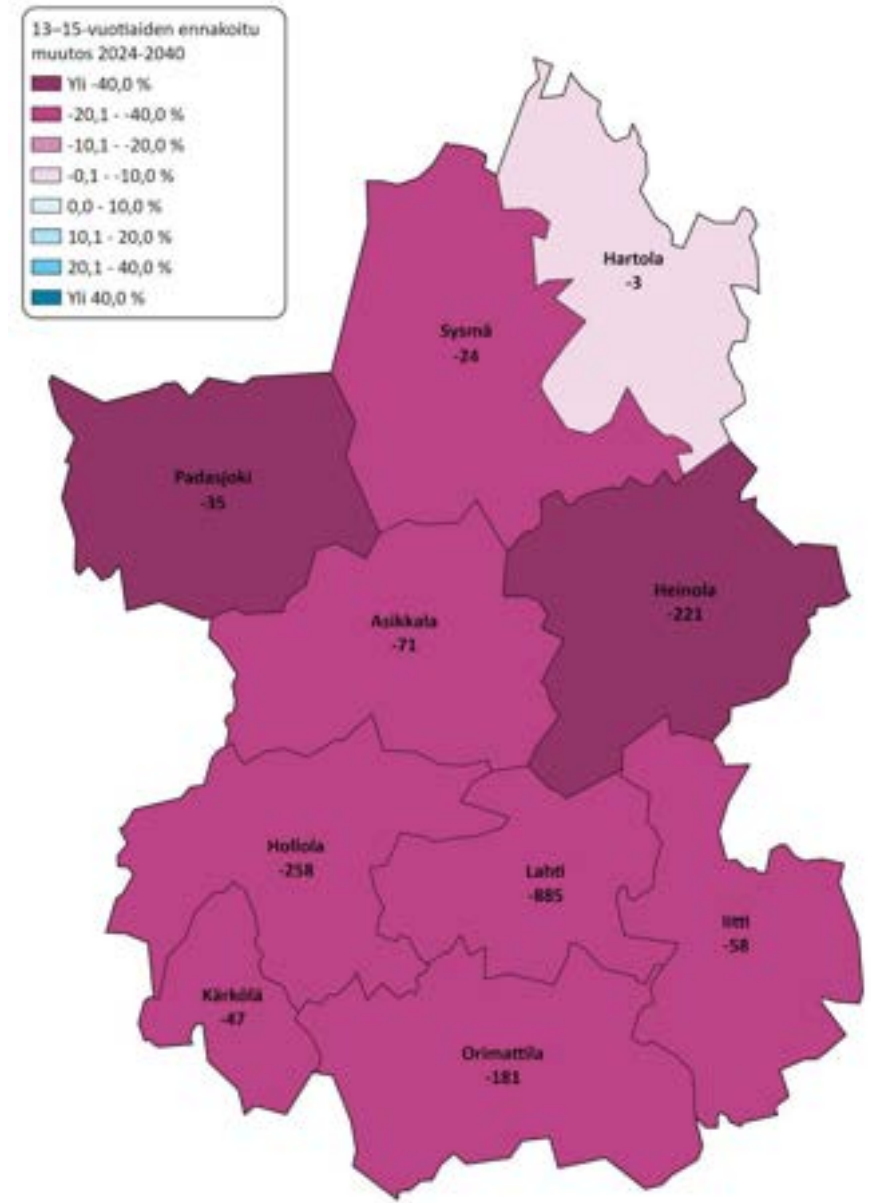 13–15-vuotiaiden ennakoitu
muutos 2024-2040
Yli -40,0 %
-20,1 - -40,0 %
-10,1 - -20,0 %
-0,1 - -10,0 %
0,0 - 10,0 %
10,1 - 20,0 %
20,1 - 40,0 %
Yli 40,0 %
Hartola
-3
Sysmä
-24
Padasjoki
-35
Heinola
-221
Asikkala
-71
Hollola
-258
Lahti
-885
Iitti
-58
Kärkölä
-47
Orimattila
-181